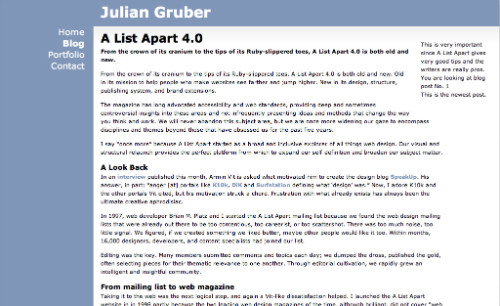 Julian Gruber
Home
Blog
Portfolio
Contact
A List Apart 4.0
From the crown of its cranium to the tips of its Ruby-slippered toes, A List Apart 4.0 is both old and
new.
From the crown of its cranium to the tips of its Ruby-slippered toes, A List Apart 4.0 is both old and new. Old
in its mission to help people who make websites see farther and jump higher. New in its design, structure,
publishing system, and brand extensions.
The magazine has long advocated accessibility and web standards, providing deep and sometimes
controversial insights into these areas and not infrequently presenting ideas and methods that change the way
you think and work. We will never abandon this subject area, but we are once more widening our gaze to encompass
disciplines and themes beyond those that have obsessed us for the past five years.
I say "once more" because A List Apart started as a broad and inclusive explorer of all things web design. Our visual and
structural relaunch provides the perfect platform from which to expand our self definition and broaden our subject matter.
A Look Back
In an interview published this month, Armin Vit is asked what motivated him to create the design blog SpeakUp. His
answer, in part: "anger [at] portals like K10k, DiK and Surfstation defining what 'design' was." Now, I adore K10k and
the other portals Vit cited, but his motivation struck a chord. Frustration with what already exists has always been the
ultimate creative aphrodisiac.
In 1997, web developer Brian M. Platz and I started the A List Apart mailing list because we found the web design mailing
lists that were already out there to be too contentious, too careerist, or too scattershot. There was too much noise, too
little signal. We figured, if we created something we liked better, maybe other people would like it too. Within months,
16,000 designers, developers, and content specialists had joined our list.
Editing was the key. Many members submitted comments and topics each day; we dumped the dross, published the gold,
often selecting pieces for their thematic relevance to one another. Through editorial cultivation, we rapidly grew an
intelligent and insightful community.
From mailing list to web magazine
Taking it to the web was the next logical step, and again a bit-like dissatisfaction helped. I launched the A List Apart
website in in 1998 partly because the two leading web design magazines of the time, although brilliant, did not cover "web
This is very important
since A List Apart gives
very good tips and the
writers are really pros.
You are looking at blog
post No. 1
This is the newest post.